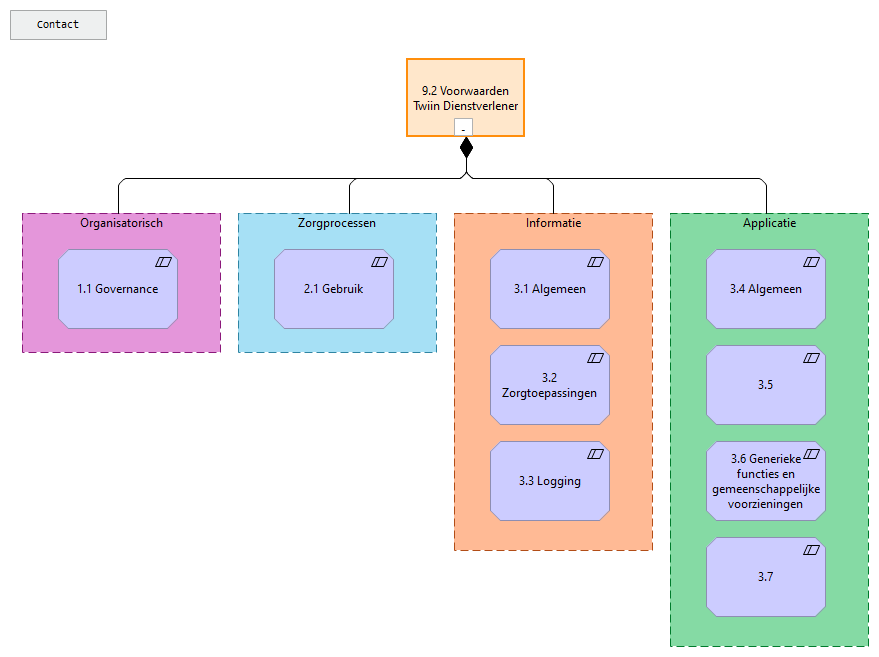 Contact
9.2 Voorwaarden
Twiin Dienstverlener
-
Organisatorisch
1.1 Governance
Zorgprocessen
2.1 Gebruik
Informatie
3.1 Algemeen
3.2
Zorgtoepassingen
3.3 Logging
Applicatie
3.4 Algemeen
3.5
3.6 Generieke
functies en
gemeenschappelijke
voorzieningen
3.7